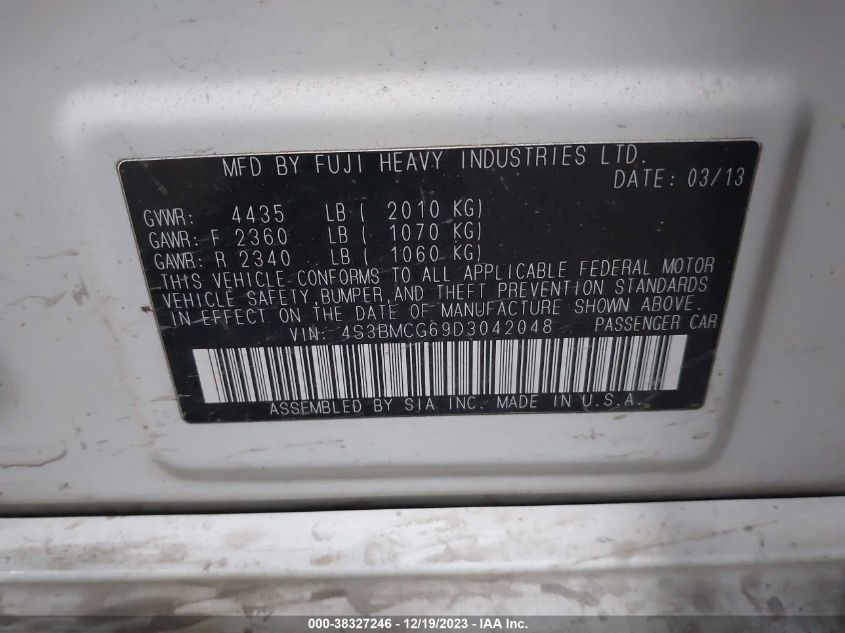 MFD BY FUJI HEAVY INDUSTRIES LTD.
DATE: 03/13
GVWR: 4435 LB ( 2010 KG)
GAWR: F 2360 LB ( 1070 KG)
GAWR: R 2340 LB ( 1060 KG)
THIS VEHICLE CONFORMS TO ALL APPLICABLE FEDERAL MOTOR
VEHICLE SAFETY, BUMPER, AND THEFT PREVENTION STANDARDS
IN EFFECT ON THE DATE OF MANUFACTURE SHOWN ABOVE.
VIN: 4S3BMCG69D3042048 PASSENGER CAR
ASSEMBLED BY SIA INC. MADE IN U.S.A.
000-38327246 - 12/19/2023 - IAA Inc.